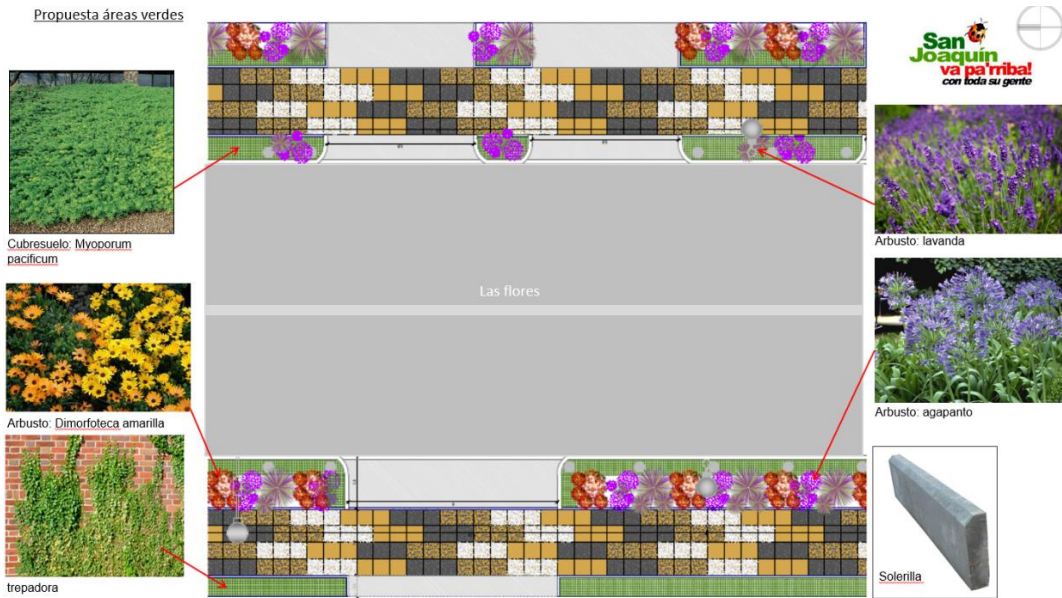 Propuesta áreas verdes
San
Joaquín
va pa'rriba!
con toda su gente
Cubresuelo: Myoporum
pacificum
Arbusto: lavanda
Las flores
Arbusto: Dimorfoteca amarilla
Arbusto: agapanto
trepadora
Solerilla